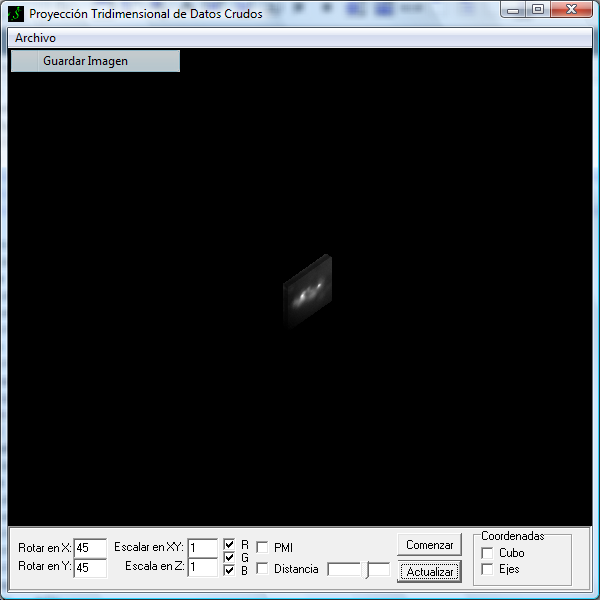 Proyección Tridimensional de Datos Crudos
Archivo
Guardar Imagen
Rotar en X: 45 Escalar en XY: 1 R PMI Comenzar Coordenadas
G Cubo
Rotar en Y: 45 Escala en Z: 1 B Distancia Actualizar Ejes